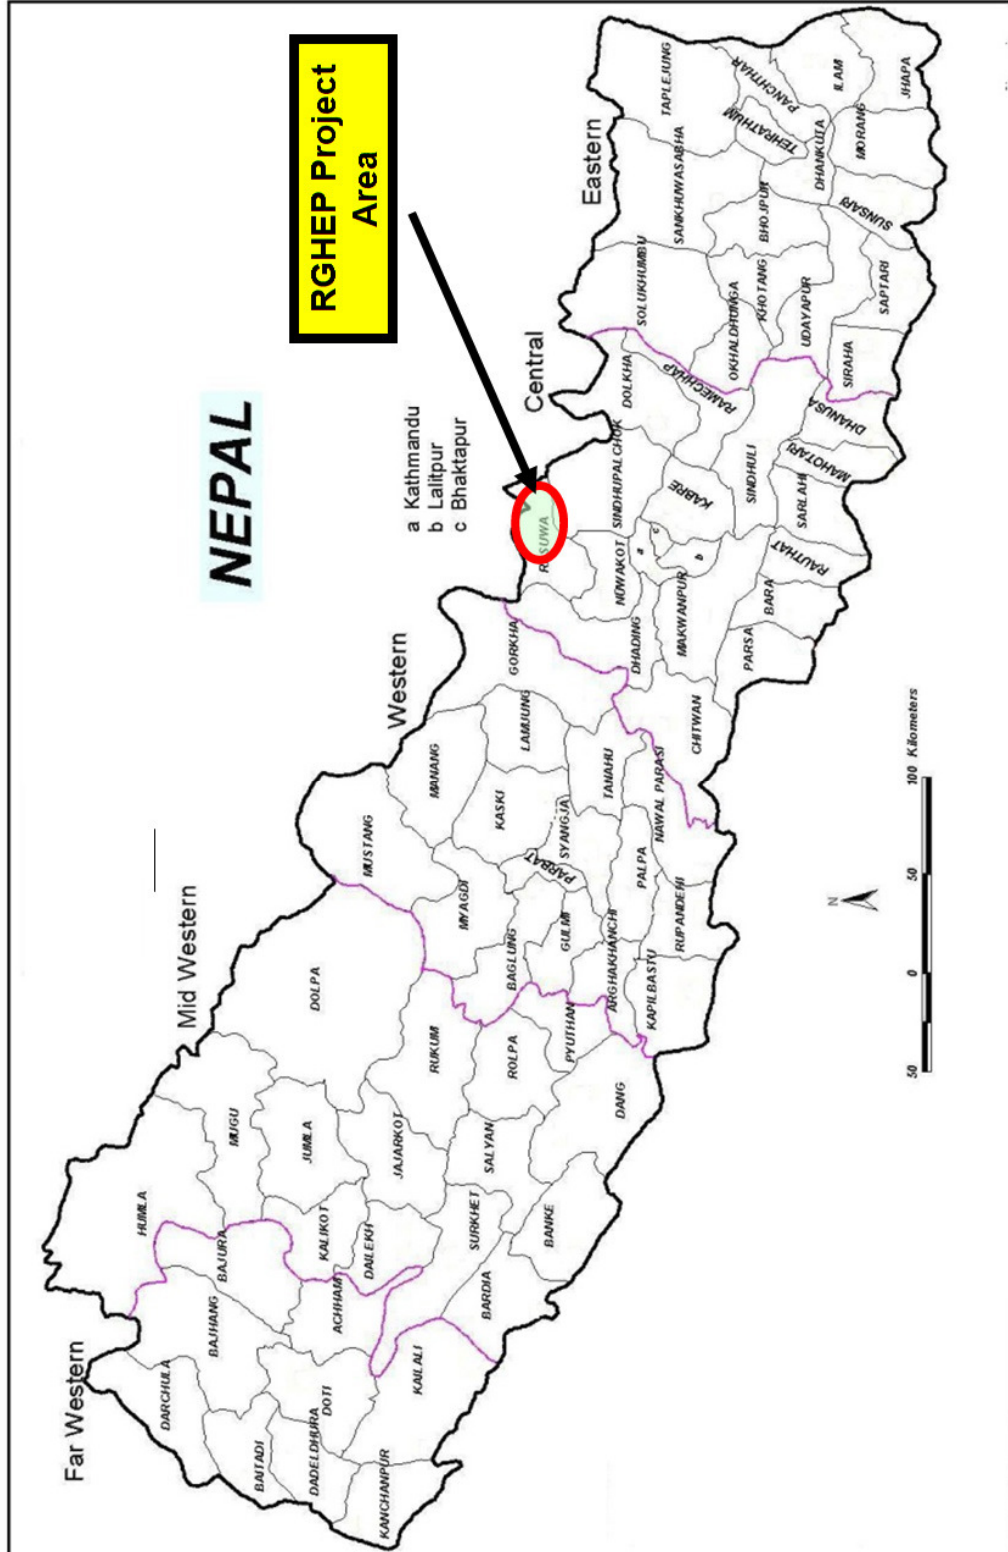 NEPAL
RGHEP Project
Area
Far Western
Mid Western
Western
Central
Eastern
a Kathmandu
b Lalitpur
c Bhaktapur
DARCHULA
BAJHANG
BAJURA
HUMLA
BAITADI
DADELDHURA
DOTI
ACHHAM
KANCHANPUR
KAILALI
MUGU
JUMLA
KALIKOT
DAILEKH
JAJARKOT
DOLPA
RUKUM
SALYAN
SURKHET
BARDIA
BANKE
ROLPA
PYUTHAN
DANG
MUSTANG
MANANG
MYAGDI
KASKI
LAMJUNG
GORKHA
BAGLUNG
PARBAT
GULMI
SYANGJA
TANAHU
ARGHAKHANCHI
PALPA
NAWAL PARASI
KAPILBASTU
RUPANDEHI
RASUWA
NUWAKOT
SINDHUPALCHOK
DOLKHA
DHADING
a
c
b
KABRE
RAMECHHAP
CHITWAN
MAKWANPUR
SINDHULI
PARSA
BARA
RAUTHAT
SARLAHI
MAHOTARI
DHANUSA
SOLUKHUMBU
SANKHUWASABHA
TAPLEJUNG
OKHALDHUNGA
KHOTANG
BHOJPUR
TEHRATHUM
PANCHTHAR
UDAYAPUR
DHANKUTA
ILAM
SIRAHA
SAPTARI
SUNSARI
MORANG
JHAPA
N
50 0 50 100 Kilometers